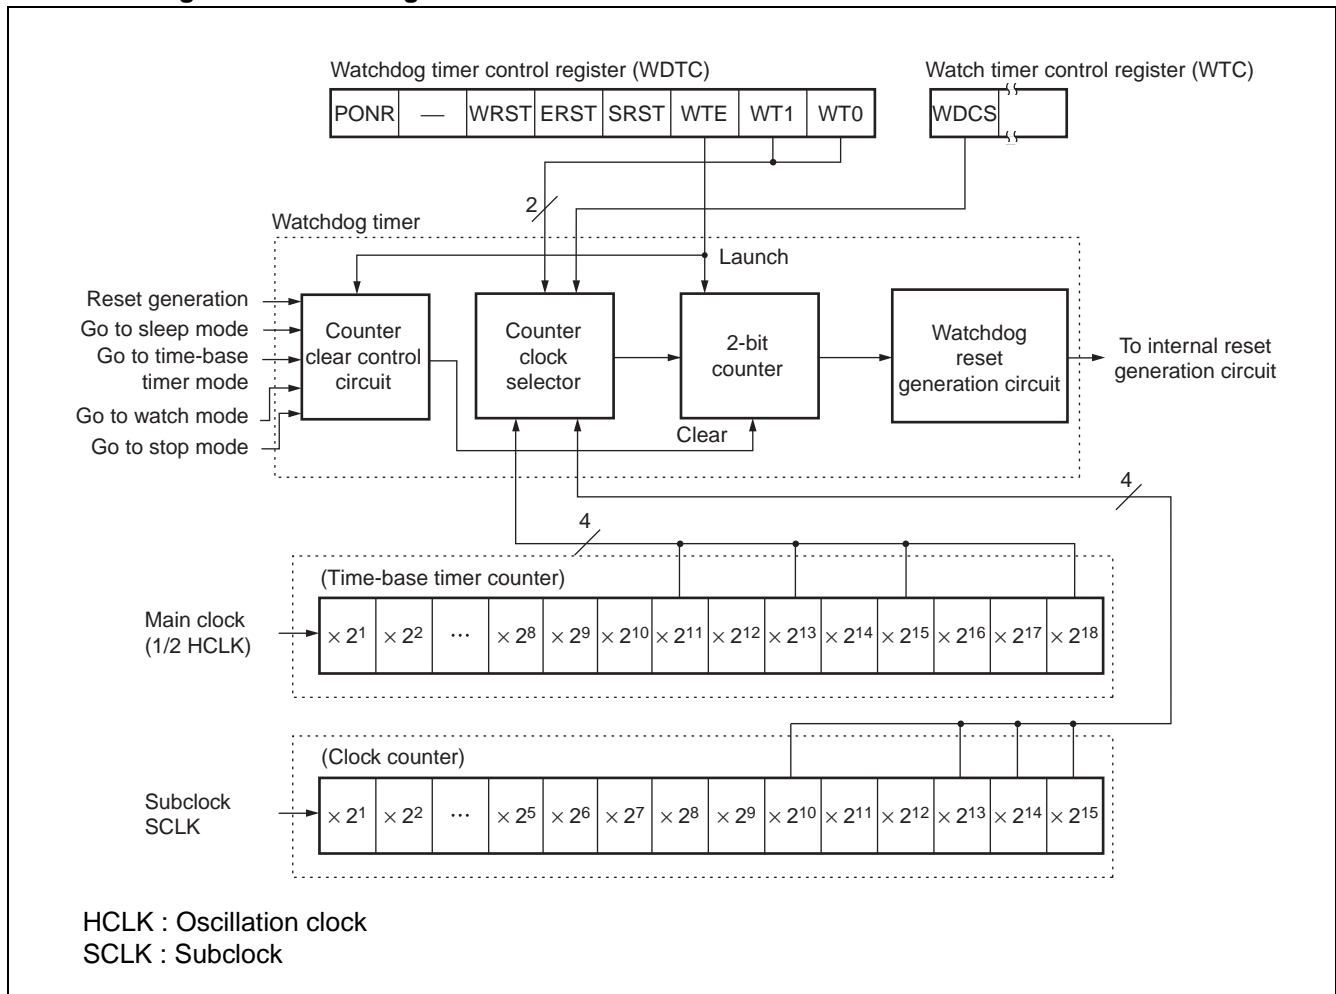 Watchdog timer control register (WDTC)
Watch timer control register (WTC)
PONR — WRST ERST SRST WTE WT1 WT0
WDCS
2
Watchdog timer
Launch
Reset generation
Go to sleep mode
Go to time-base
timer mode
Go to watch mode
Go to stop mode
Counter
clear control
circuit
Counter
clock
selector
2-bit
counter
Watchdog
reset
generation circuit
To internal reset
generation circuit
Clear
4
4
(Time-base timer counter)
Main clock
(1/2 HCLK)
× 2¹ × 2² ··· × 2⁸ × 2⁹ × 2¹⁰ × 2¹¹ × 2¹² × 2¹³ × 2¹⁴ × 2¹⁵ × 2¹⁶ × 2¹⁷ × 2¹⁸
(Clock counter)
Subclock
SCLK
× 2¹ × 2² ··· × 2⁵ × 2⁶ × 2⁷ × 2⁸ × 2⁹ × 2¹⁰ × 2¹¹ × 2¹² × 2¹³ × 2¹⁴ × 2¹⁵
HCLK : Oscillation clock
SCLK : Subclock